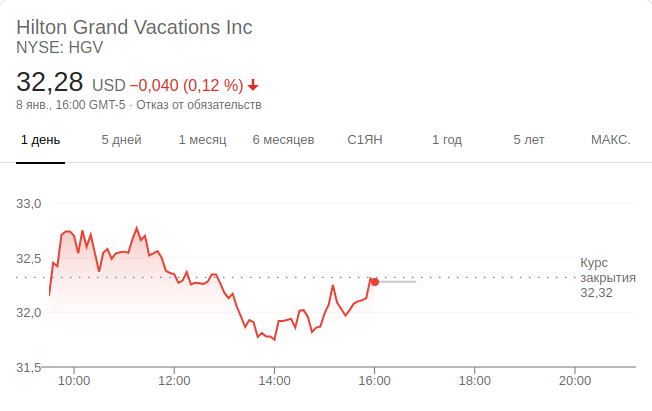 Hilton Grand Vacations Inc
NYSE: HGV
32,28 USD −0,040 (0,12 %)
8 янв., 16:00 GMT-5 · Отказ от обязательств
1 день 5 дней 1 месяц 6 месяцев С1ЯН 1 год 5 лет МАКС.
33,0
32,5
Курс
закрытия
32,32
32,0
31,5
10:00 12:00 14:00 16:00 18:00 20:00